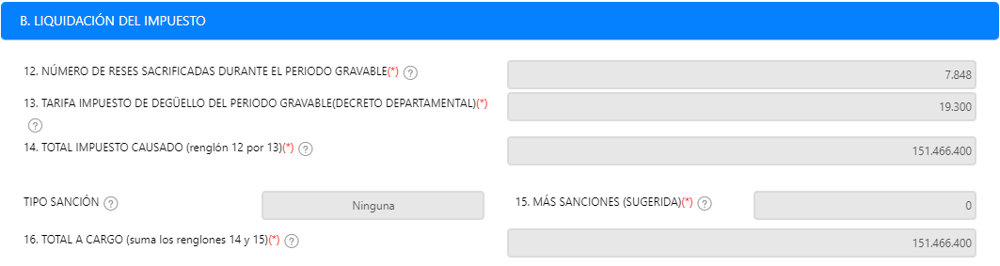 B. LIQUIDACIÓN DEL IMPUESTO
12. NÚMERO DE RESES SACRIFICADAS DURANTE EL PERIODO GRAVABLE(*) ?
7.848
13. TARIFA IMPUESTO DE DEGÜELLO DEL PERIODO GRAVABLE(DECRETO DEPARTAMENTAL)(*)
?
19.300
14. TOTAL IMPUESTO CAUSADO (renglón 12 por 13)(*) ?
151.466.400
TIPO SANCIÓN ?
Ninguna
15. MÁS SANCIONES (SUGERIDA)(*) ?
0
16. TOTAL A CARGO (suma los renglones 14 y 15)(*) ?
151.466.400